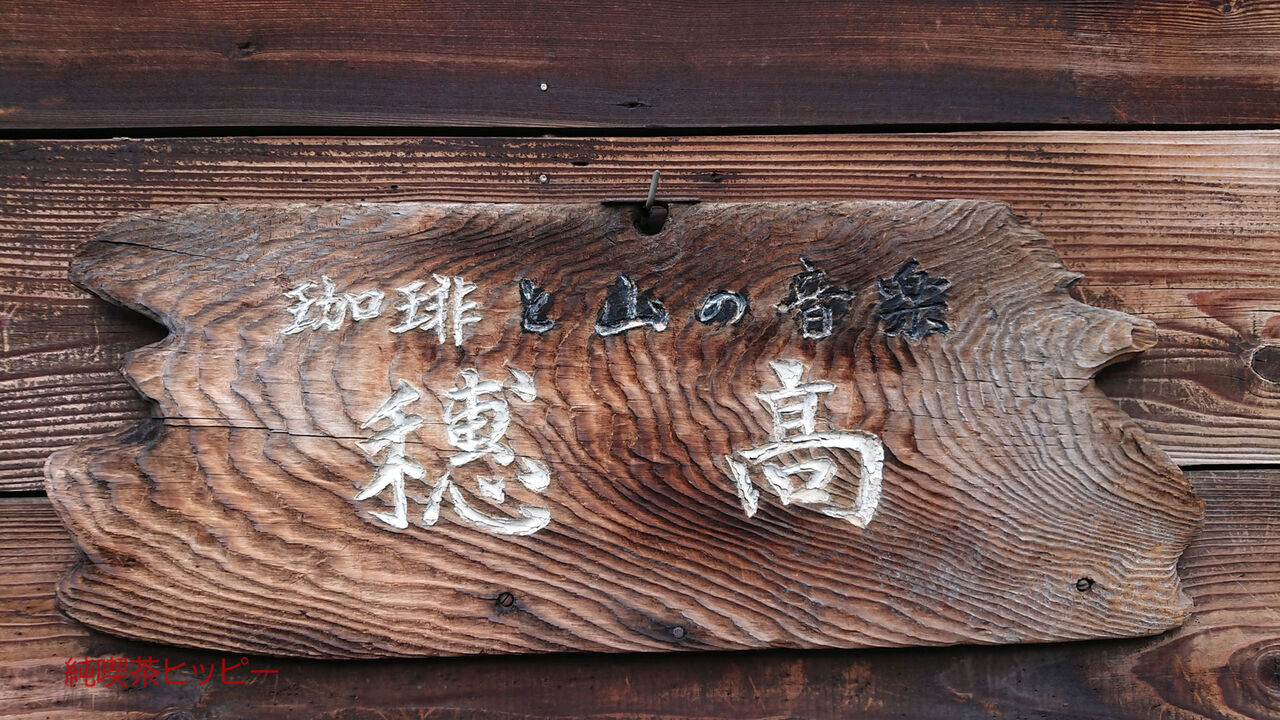 珈琲と山の音楽
穂高
純喫茶ヒッピー